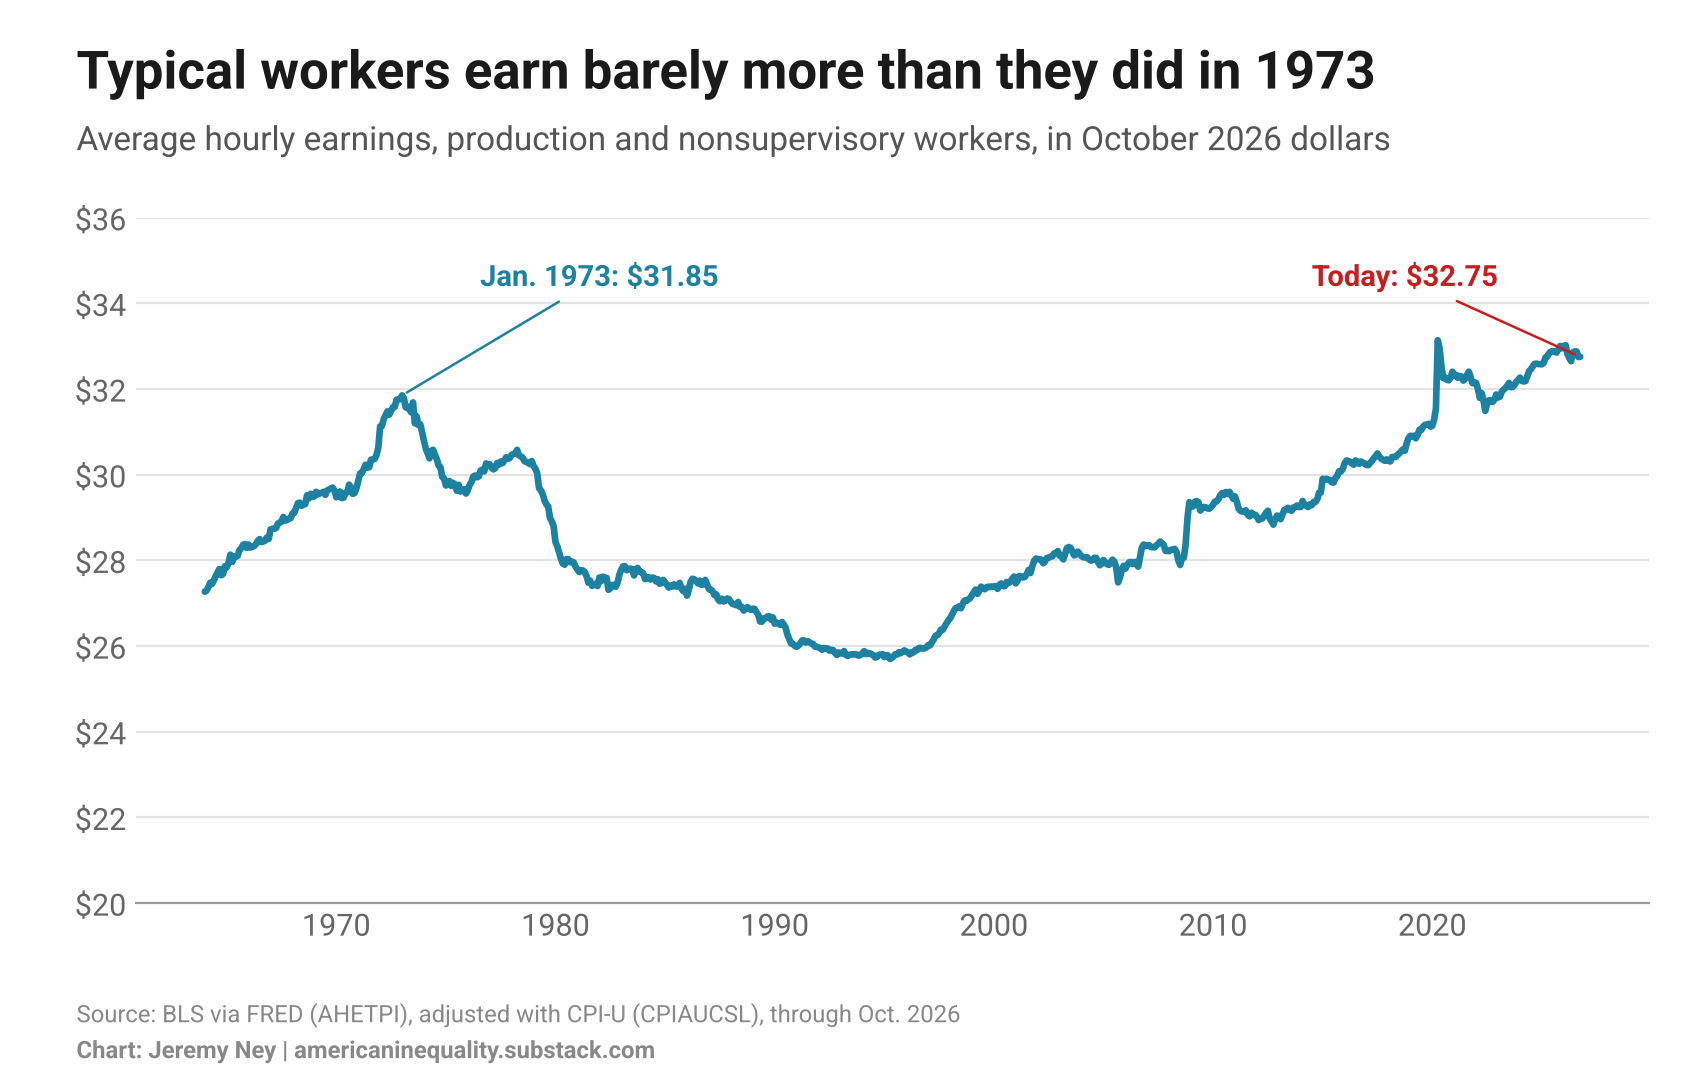 Typical workers earn barely more than they did in 1973
Average hourly earnings, production and nonsupervisory workers, in October 2026 dollars
$36
Jan. 1973: $31.85
Today: $32.75
$34
$32
$30
$28
$26
$24
$22
$20
1970 1980 1990 2000 2010 2020
Source: BLS via FRED (AHETPI), adjusted with CPI-U (CPIAUCSL), through Oct. 2026
Chart: Jeremy Ney | americaninequality.substack.com